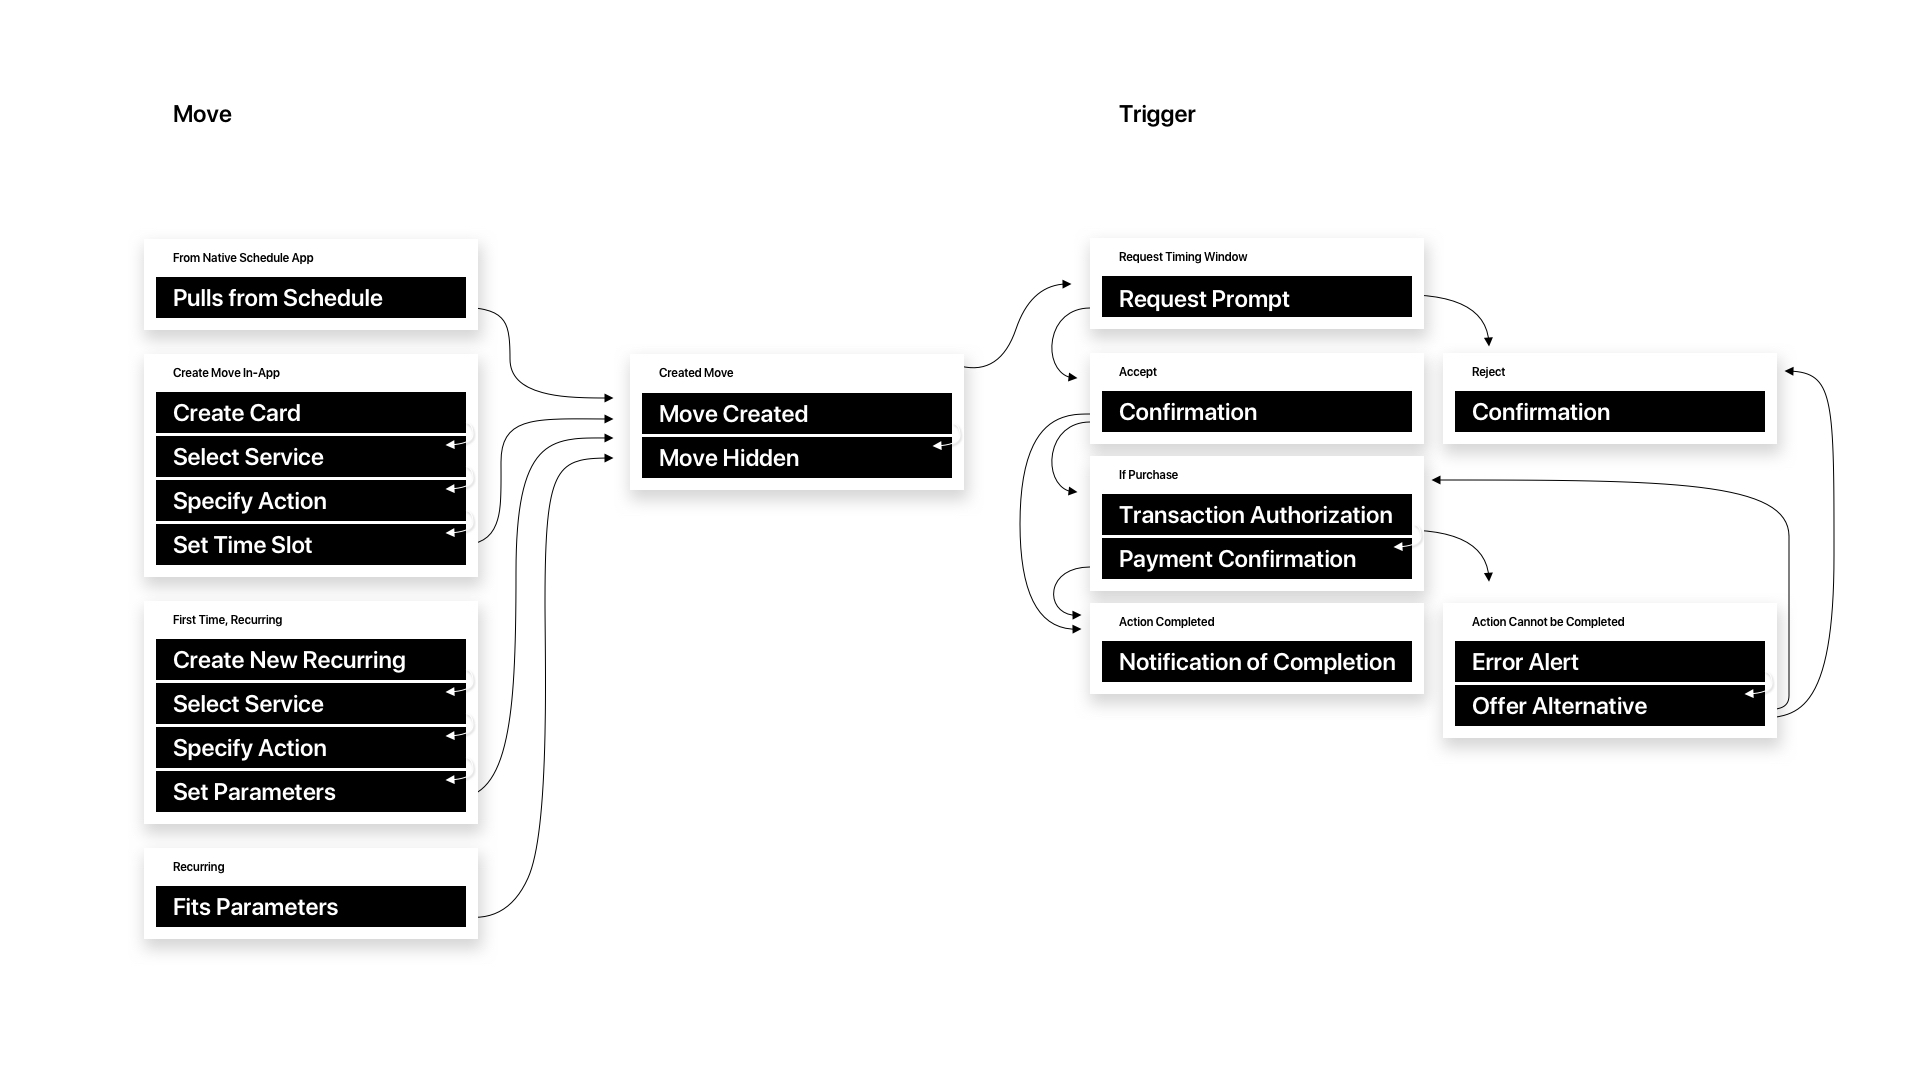 Move
From Native Schedule App
Pulls from Schedule
Create Move In-App
Create Card
Select Service
Specify Action
Set Time Slot
First Time, Recurring
Create New Recurring
Select Service
Specify Action
Set Parameters
Recurring
Fits Parameters
Created Move
Move Created
Move Hidden
Trigger
Request Timing Window
Request Prompt
Accept
Confirmation
Reject
Confirmation
If Purchase
Transaction Authorization
Payment Confirmation
Action Completed
Notification of Completion
Action Cannot be Completed
Error Alert
Offer Alternative